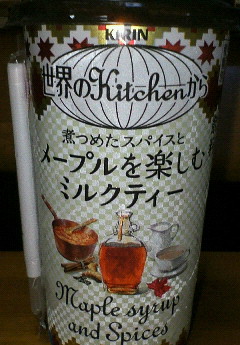 KIRIN
世界のKitchenから
煮つめたスパイスと
メープルを楽しむ
ミルクティー
Maple syrup
and Spices